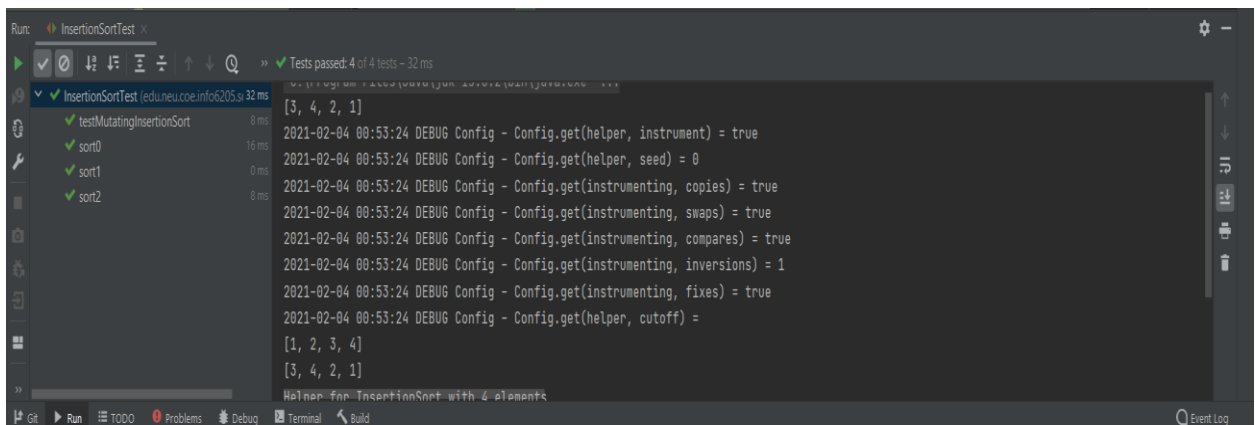 Run: InsertionSortTest ×
» ✔ Tests passed: 4 of 4 tests – 32 ms
InsertionSortTest (edu.neu.coe.info6205.s 32 ms
testMutatingInsertionSort 8 ms
sort0 16 ms
sort1 0 ms
sort2 8 ms
[3, 4, 2, 1]
2021-02-04 00:53:24 DEBUG Config - Config.get(helper, instrument) = true
2021-02-04 00:53:24 DEBUG Config - Config.get(helper, seed) = 0
2021-02-04 00:53:24 DEBUG Config - Config.get(instrumenting, copies) = true
2021-02-04 00:53:24 DEBUG Config - Config.get(instrumenting, swaps) = true
2021-02-04 00:53:24 DEBUG Config - Config.get(instrumenting, compares) = true
2021-02-04 00:53:24 DEBUG Config - Config.get(instrumenting, inversions) = 1
2021-02-04 00:53:24 DEBUG Config - Config.get(instrumenting, fixes) = true
2021-02-04 00:53:24 DEBUG Config - Config.get(helper, cutoff) =
[1, 2, 3, 4]
[3, 4, 2, 1]
Helper for InsertionSort with 4 elements
»
Git Run TODO Problems Debug Terminal Build Event Log